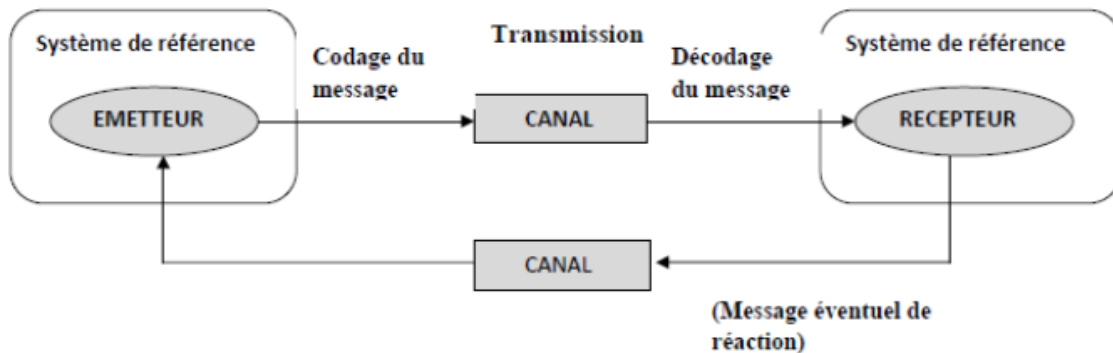 Système de référence
EMETTEUR
Codage du
message
Transmission
CANAL
Décodage
du message
Système de référence
RECEPTEUR
CANAL
(Message éventuel de
réaction)